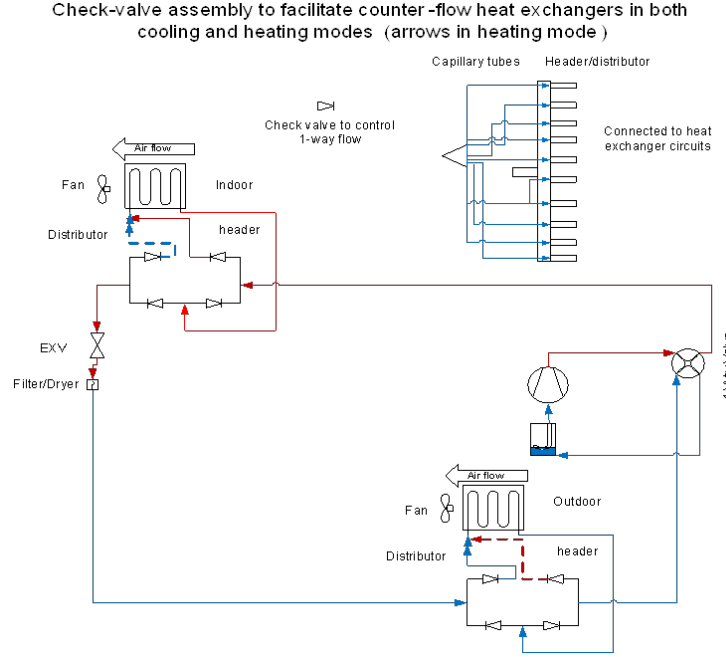 Check-valve assembly to facilitate counter-flow heat exchangers in both
cooling and heating modes (arrows in heating mode)
Capillary tubes
Header/distributor
Check valve to control
1-way flow
Connected to heat
exchanger circuits
Air flow
Fan
Indoor
Distributor
header
EXV
Filter/Dryer
Air flow
Fan
Outdoor
Distributor
header